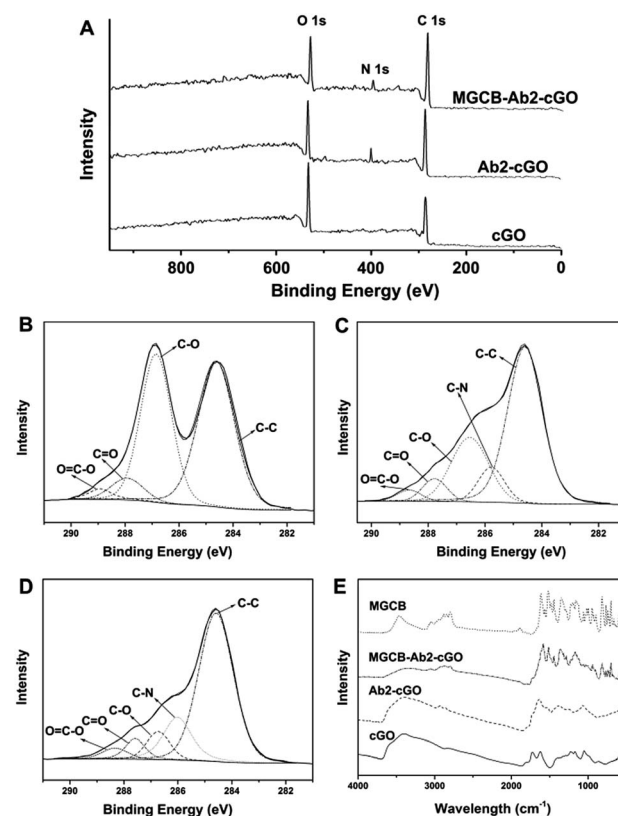 A
O 1s
N 1s
C 1s
MGCB-Ab2-cGO
Ab2-cGO
cGO
Intensity
800 600 400 200 0
Binding Energy (eV)
B
C-O
C-C
C=O
O=C-O
Intensity
290 288 286 284 282
Binding Energy (eV)
C
C-C
C-N
C-O
C=O
O=C-O
Intensity
290 288 286 284 282
Binding Energy (eV)
D
C-C
C-N
C-O
C=O
O=C-O
Intensity
290 288 286 284 282
Binding Energy (eV)
E
MGCB
MGCB-Ab2-cGO
Ab2-cGO
cGO
Intensity
4000 3000 2000 1000
Wavelength (cm⁻¹)